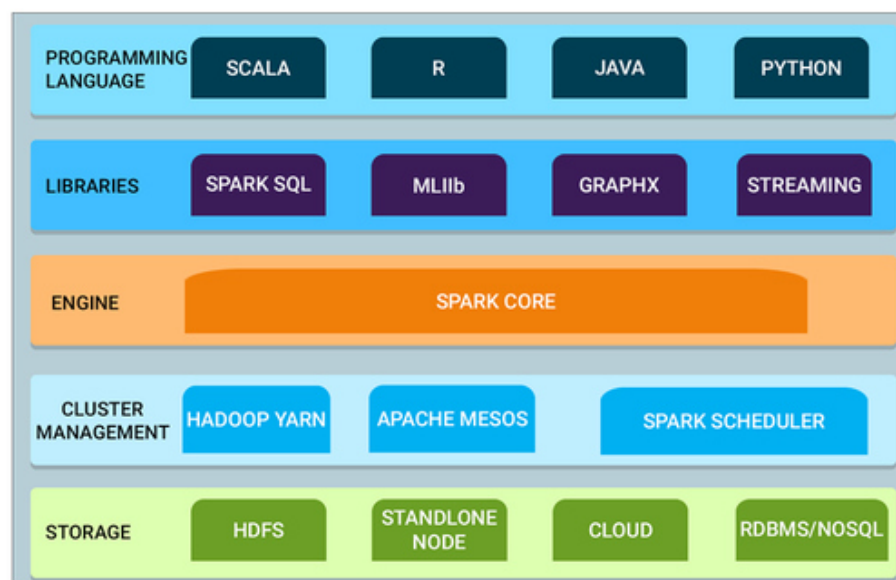 PROGRAMMING
LANGUAGE
SCALA
R
JAVA
PYTHON
LIBRARIES
SPARK SQL
MLIIb
GRAPHX
STREAMING
ENGINE
SPARK CORE
CLUSTER
MANAGEMENT
HADOOP YARN
APACHE MESOS
SPARK SCHEDULER
STORAGE
HDFS
STANDLONE
NODE
CLOUD
RDBMS/NOSQL